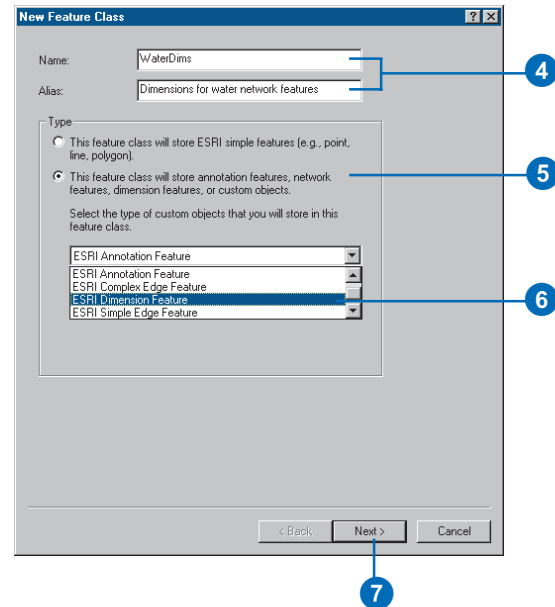 New Feature Class
Name:
WaterDims
4
Alias:
Dimensions for water network features
Type
This feature class will store ESRI simple features (e.g., point,
line, polygon).
This feature class will store annotation features, network
features, dimension features, or custom objects.
5
Select the type of custom objects that you will store in this
feature class.
ESRI Annotation Feature
ESRI Annotation Feature
ESRI Complex Edge Feature
ESRI Dimension Feature
6
ESRI Simple Edge Feature
< Back
Next >
Cancel
7